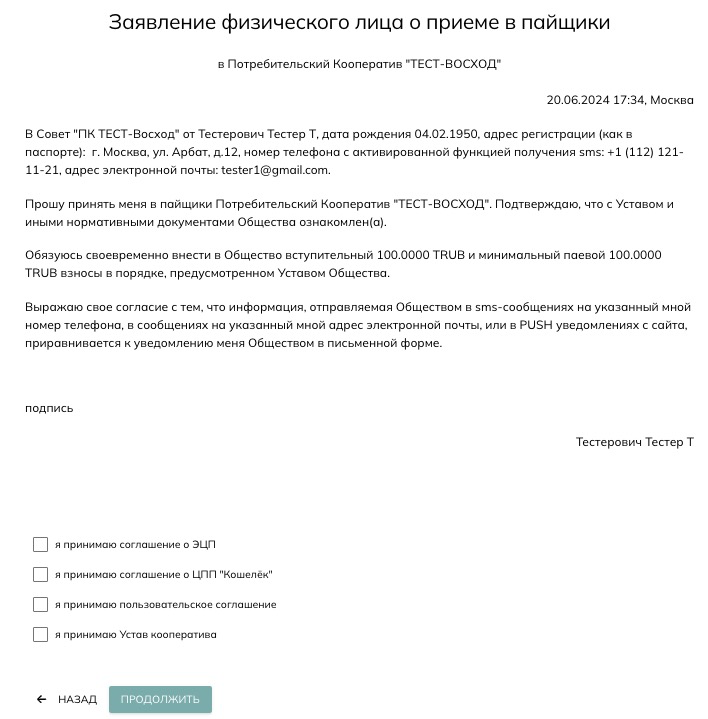 Заявление физического лица о приеме в пайщики
в Потребительский Кооператив "ТЕСТ-ВОСХОД"
20.06.2024 17:34, Москва
В Совет "ПК ТЕСТ-Восход" от Тестерович Тестер Т, дата рождения 04.02.1950, адрес регистрации (как в
паспорте):  г. Москва, ул. Арбат, д.12, номер телефона с активированной функцией получения sms: +1 (112) 121-
11-21, адрес электронной почты: tester1@gmail.com.
Прошу принять меня в пайщики Потребительский Кооператив "ТЕСТ-ВОСХОД". Подтверждаю, что с Уставом и
иными нормативными документами Общества ознакомлен(а).
Обязуюсь своевременно внести в Общество вступительный 100.0000 TRUB и минимальный паевой 100.0000
TRUB взносы в порядке, предусмотренном Уставом Общества.
Выражаю свое согласие с тем, что информация, отправляемая Обществом в sms-сообщениях на указанный мной
номер телефона, в сообщениях на указанный мной адрес электронной почты, или в PUSH уведомлениях с сайта,
приравнивается к уведомлению меня Обществом в письменной форме.
подпись
Тестерович Тестер Т
я принимаю соглашение о ЭЦП
я принимаю соглашение о ЦПП "Кошелёк"
я принимаю пользовательское соглашение
я принимаю Устав кооператива
НАЗАД ПРОДОЛЖИТЬ